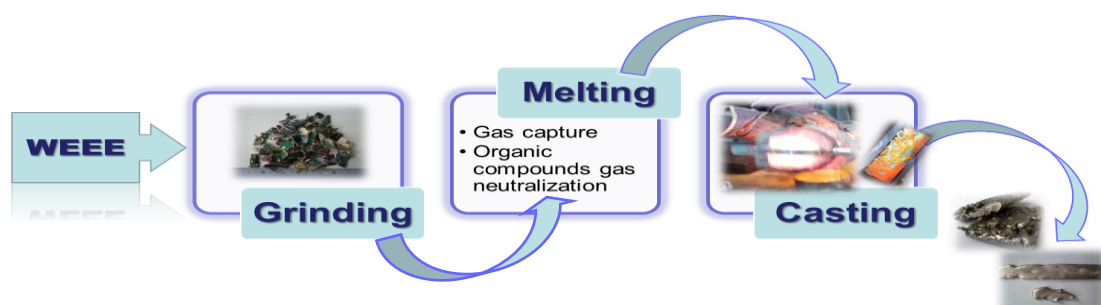 WEEE
Grinding
Melting
• Gas capture
• Organic
compounds gas
neutralization
Casting